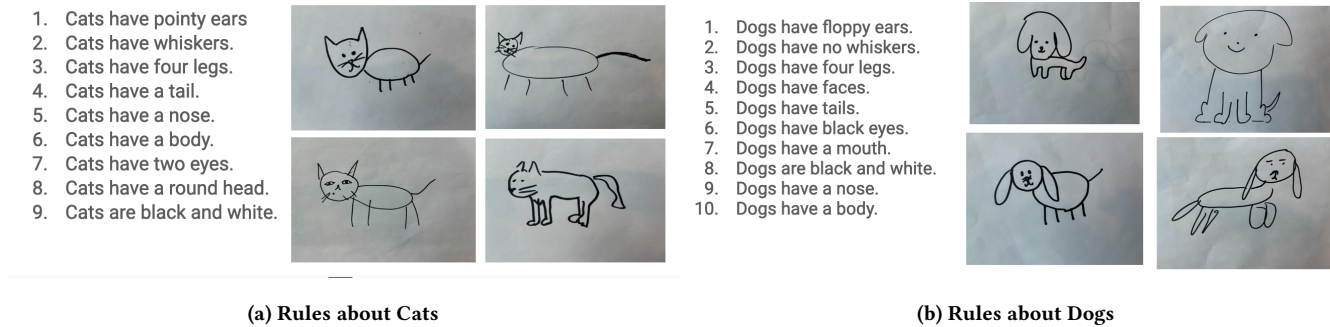 1. Cats have pointy ears
2. Cats have whiskers.
3. Cats have four legs.
4. Cats have a tail.
5. Cats have a nose.
6. Cats have a body.
7. Cats have two eyes.
8. Cats have a round head.
9. Cats are black and white.
(a) Rules about Cats
1. Dogs have floppy ears.
2. Dogs have no whiskers.
3. Dogs have four legs.
4. Dogs have faces.
5. Dogs have tails.
6. Dogs have black eyes.
7. Dogs have a mouth.
8. Dogs are black and white.
9. Dogs have a nose.
10. Dogs have a body.
(b) Rules about Dogs